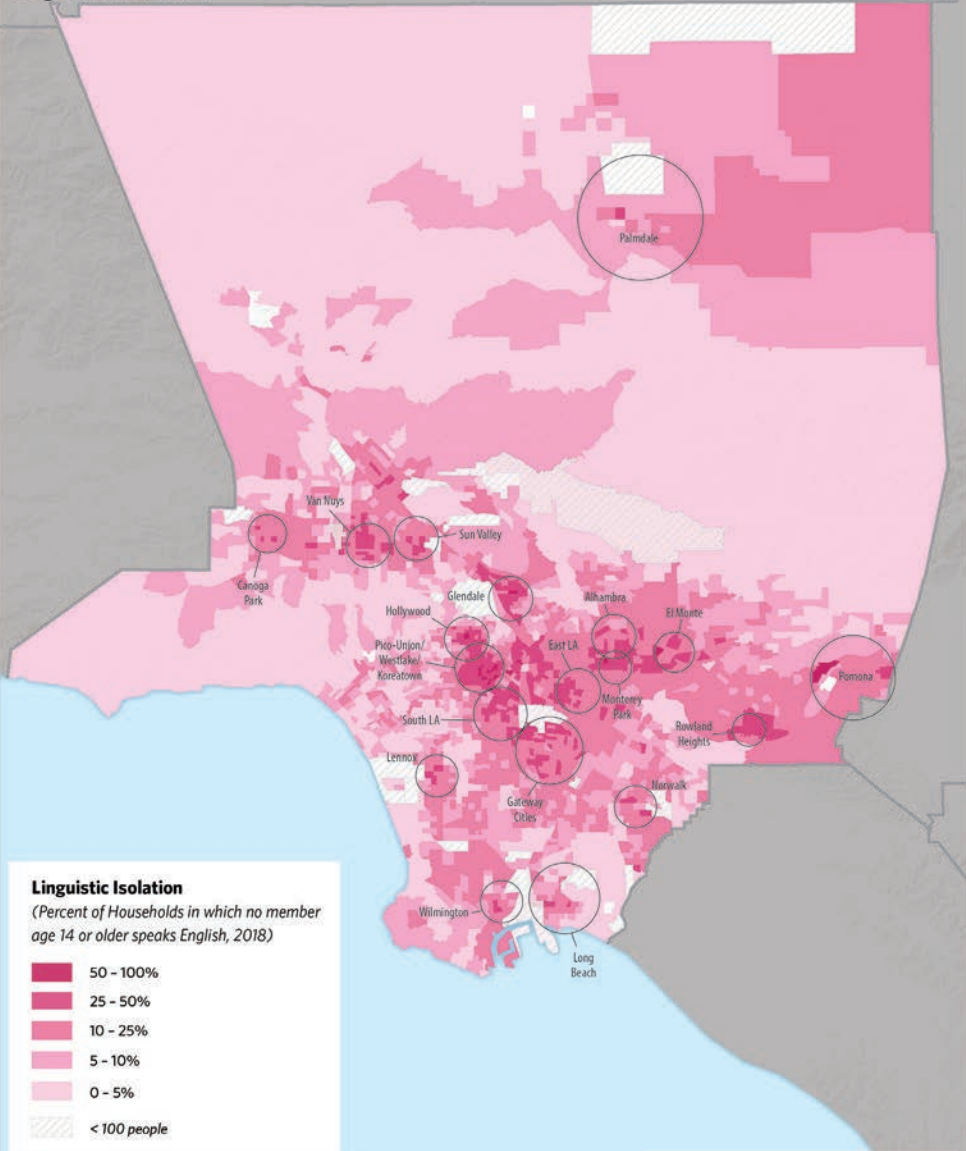 Palmdale
Van Nuys
Sun Valley
Canoga
Park
Glendale
Alhambra
Hollywood
El Monte
Pico-Union/
Westlake/
Koreatown
East LA
Pomona
Monterey
Park
South LA
Rowland
Heights
Lennox
Norwalk
Gateway
Cities
Wilmington
Long
Beach
Linguistic Isolation
(Percent of Households in which no member
age 14 or older speaks English, 2018)
50 - 100%
25 - 50%
10 - 25%
5 - 10%
0 - 5%
< 100 people